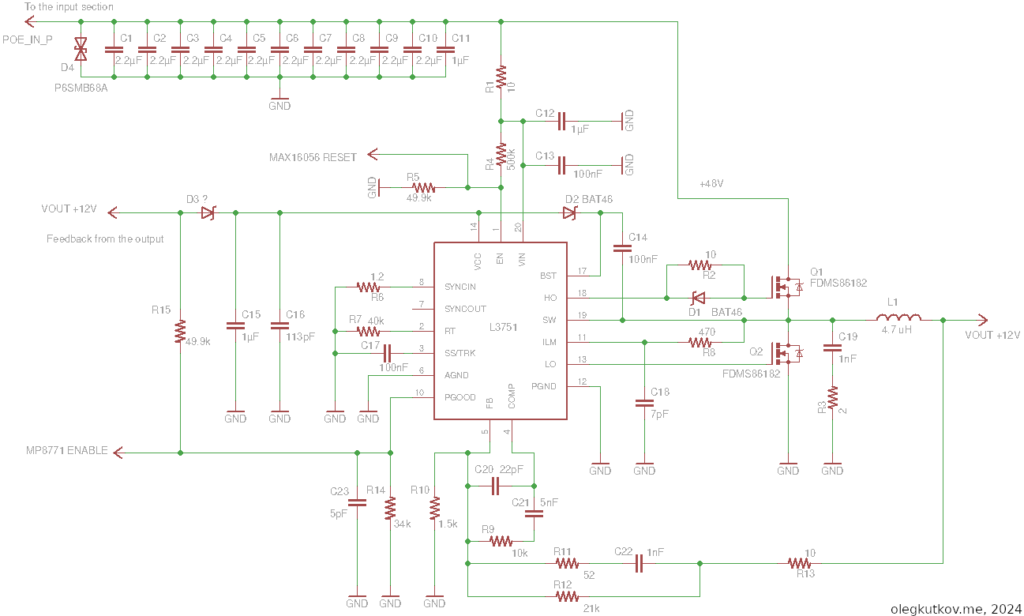 To the input section
POE_IN_P
D4
P6SMB68A
C1
2.2µF
C2
2.2µF
C3
2.2µF
C4
2.2µF
C5
2.2µF
C6
2.2µF
C7
2.2µF
C8
2.2µF
C9
2.2µF
C10
2.2µF
C11
1µF
GND
R1
10
C12
1µF
GND
R4
500k
C13
100nF
GND
MAX16056 RESET
GND
R5
49.9k
+48V
VOUT +12V
D3 ?
D2 BAT46
Feedback from the output
14
1
20
VCC
EN
VIN
C14
100nF
1.2
R6
8
SYNCIN
7
SYNCOUT
R7
40k
2
RT
L3751
C17
100nF
3
SS/TRK
6
AGND
10
PGOOD
BST
17
HO
18
SW
19
ILM
11
LO
13
PGND
12
FB
COMP
5
4
10
R2
D1
BAT46
Q1
FDMS86182
470
R8
Q2
FDMS86182
L1
4.7uH
VOUT +12V
C19
1nF
R3
2
R15
49.9k
C15
1µF
C16
113pF
GND
GND
GND
GND
C18
7pF
GND
GND
GND
GND
MP8771 ENABLE
C23
5pF
R14
34k
R10
1.5k
C20
22pF
C21
5nF
R9
10k
R11
52
C22
1nF
R12
21k
10
R13
GND
GND
GND
olegkutkov.me, 2024